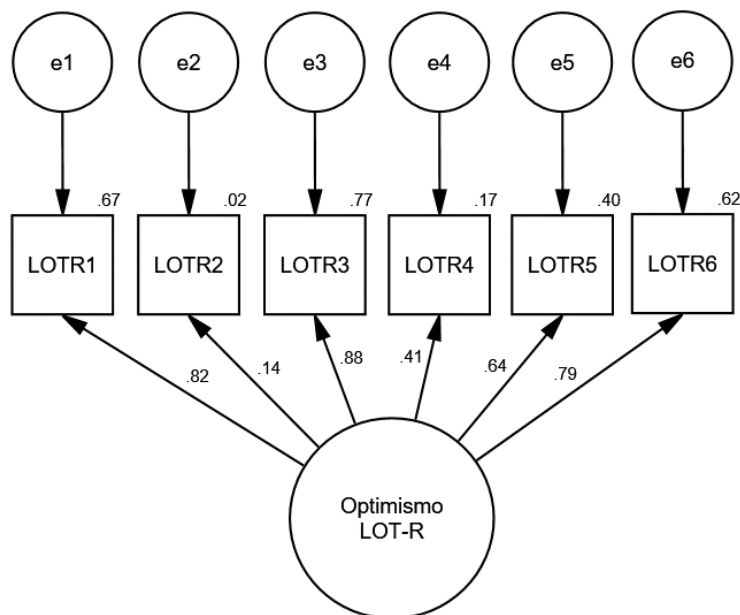 e1 e2 e3 e4 e5 e6
.67 .02 .77 .17 .40 .62
LOTR1 LOTR2 LOTR3 LOTR4 LOTR5 LOTR6
.82 .14 .88 .41 .64 .79
Optimismo
LOT-R